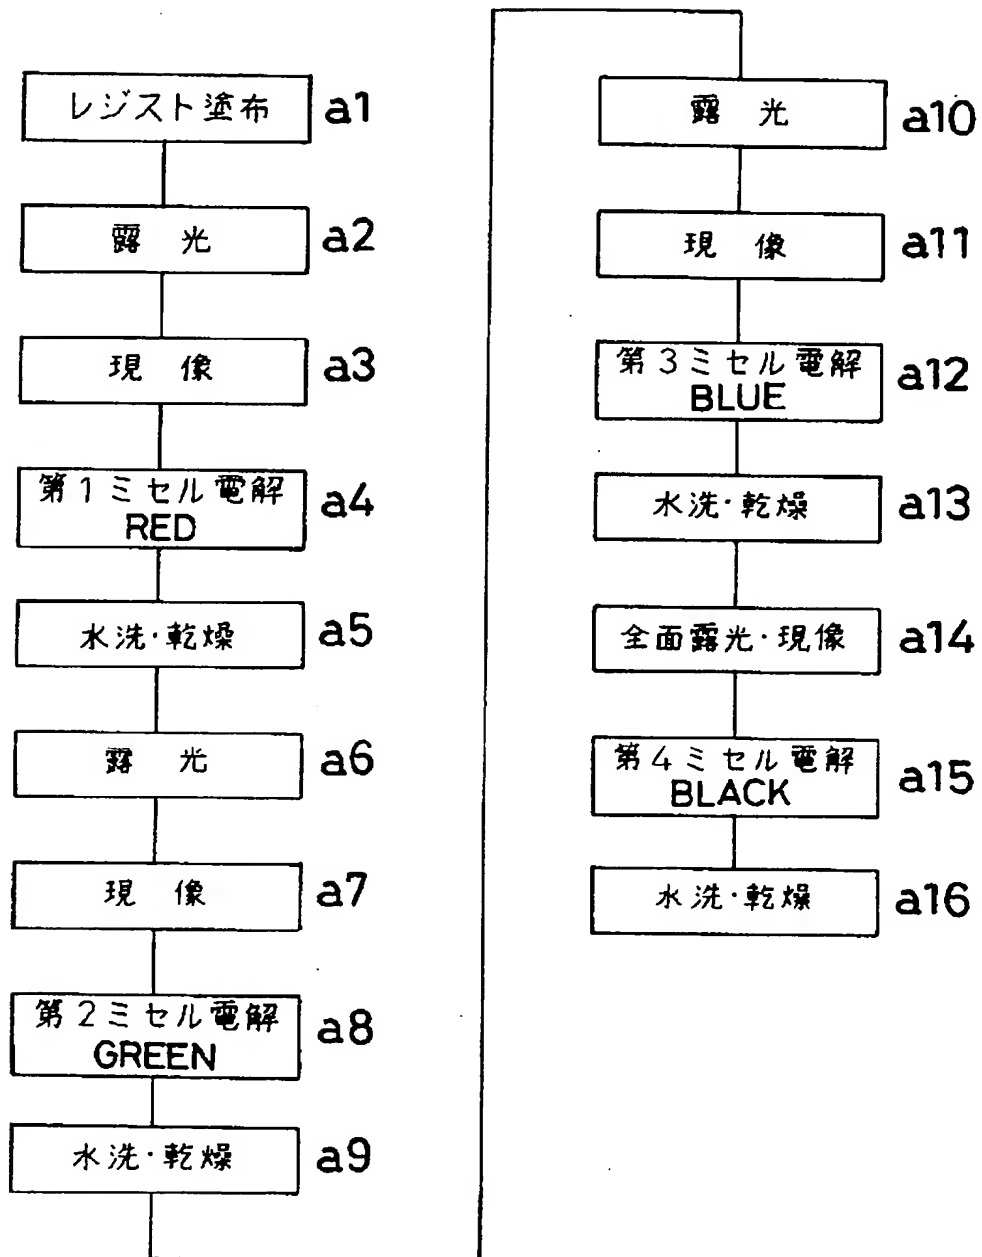 レジスト塗布 a1
露光 a2
現像 a3
第1ミセル電解 a4
RED
水洗・乾燥 a5
露光 a6
現像 a7
第2ミセル電解 a8
GREEN
水洗・乾燥 a9
露光 a10
現像 a11
第3ミセル電解 a12
BLUE
水洗・乾燥 a13
全面露光・現像 a14
第4ミセル電解 a15
BLACK
水洗・乾燥 a16